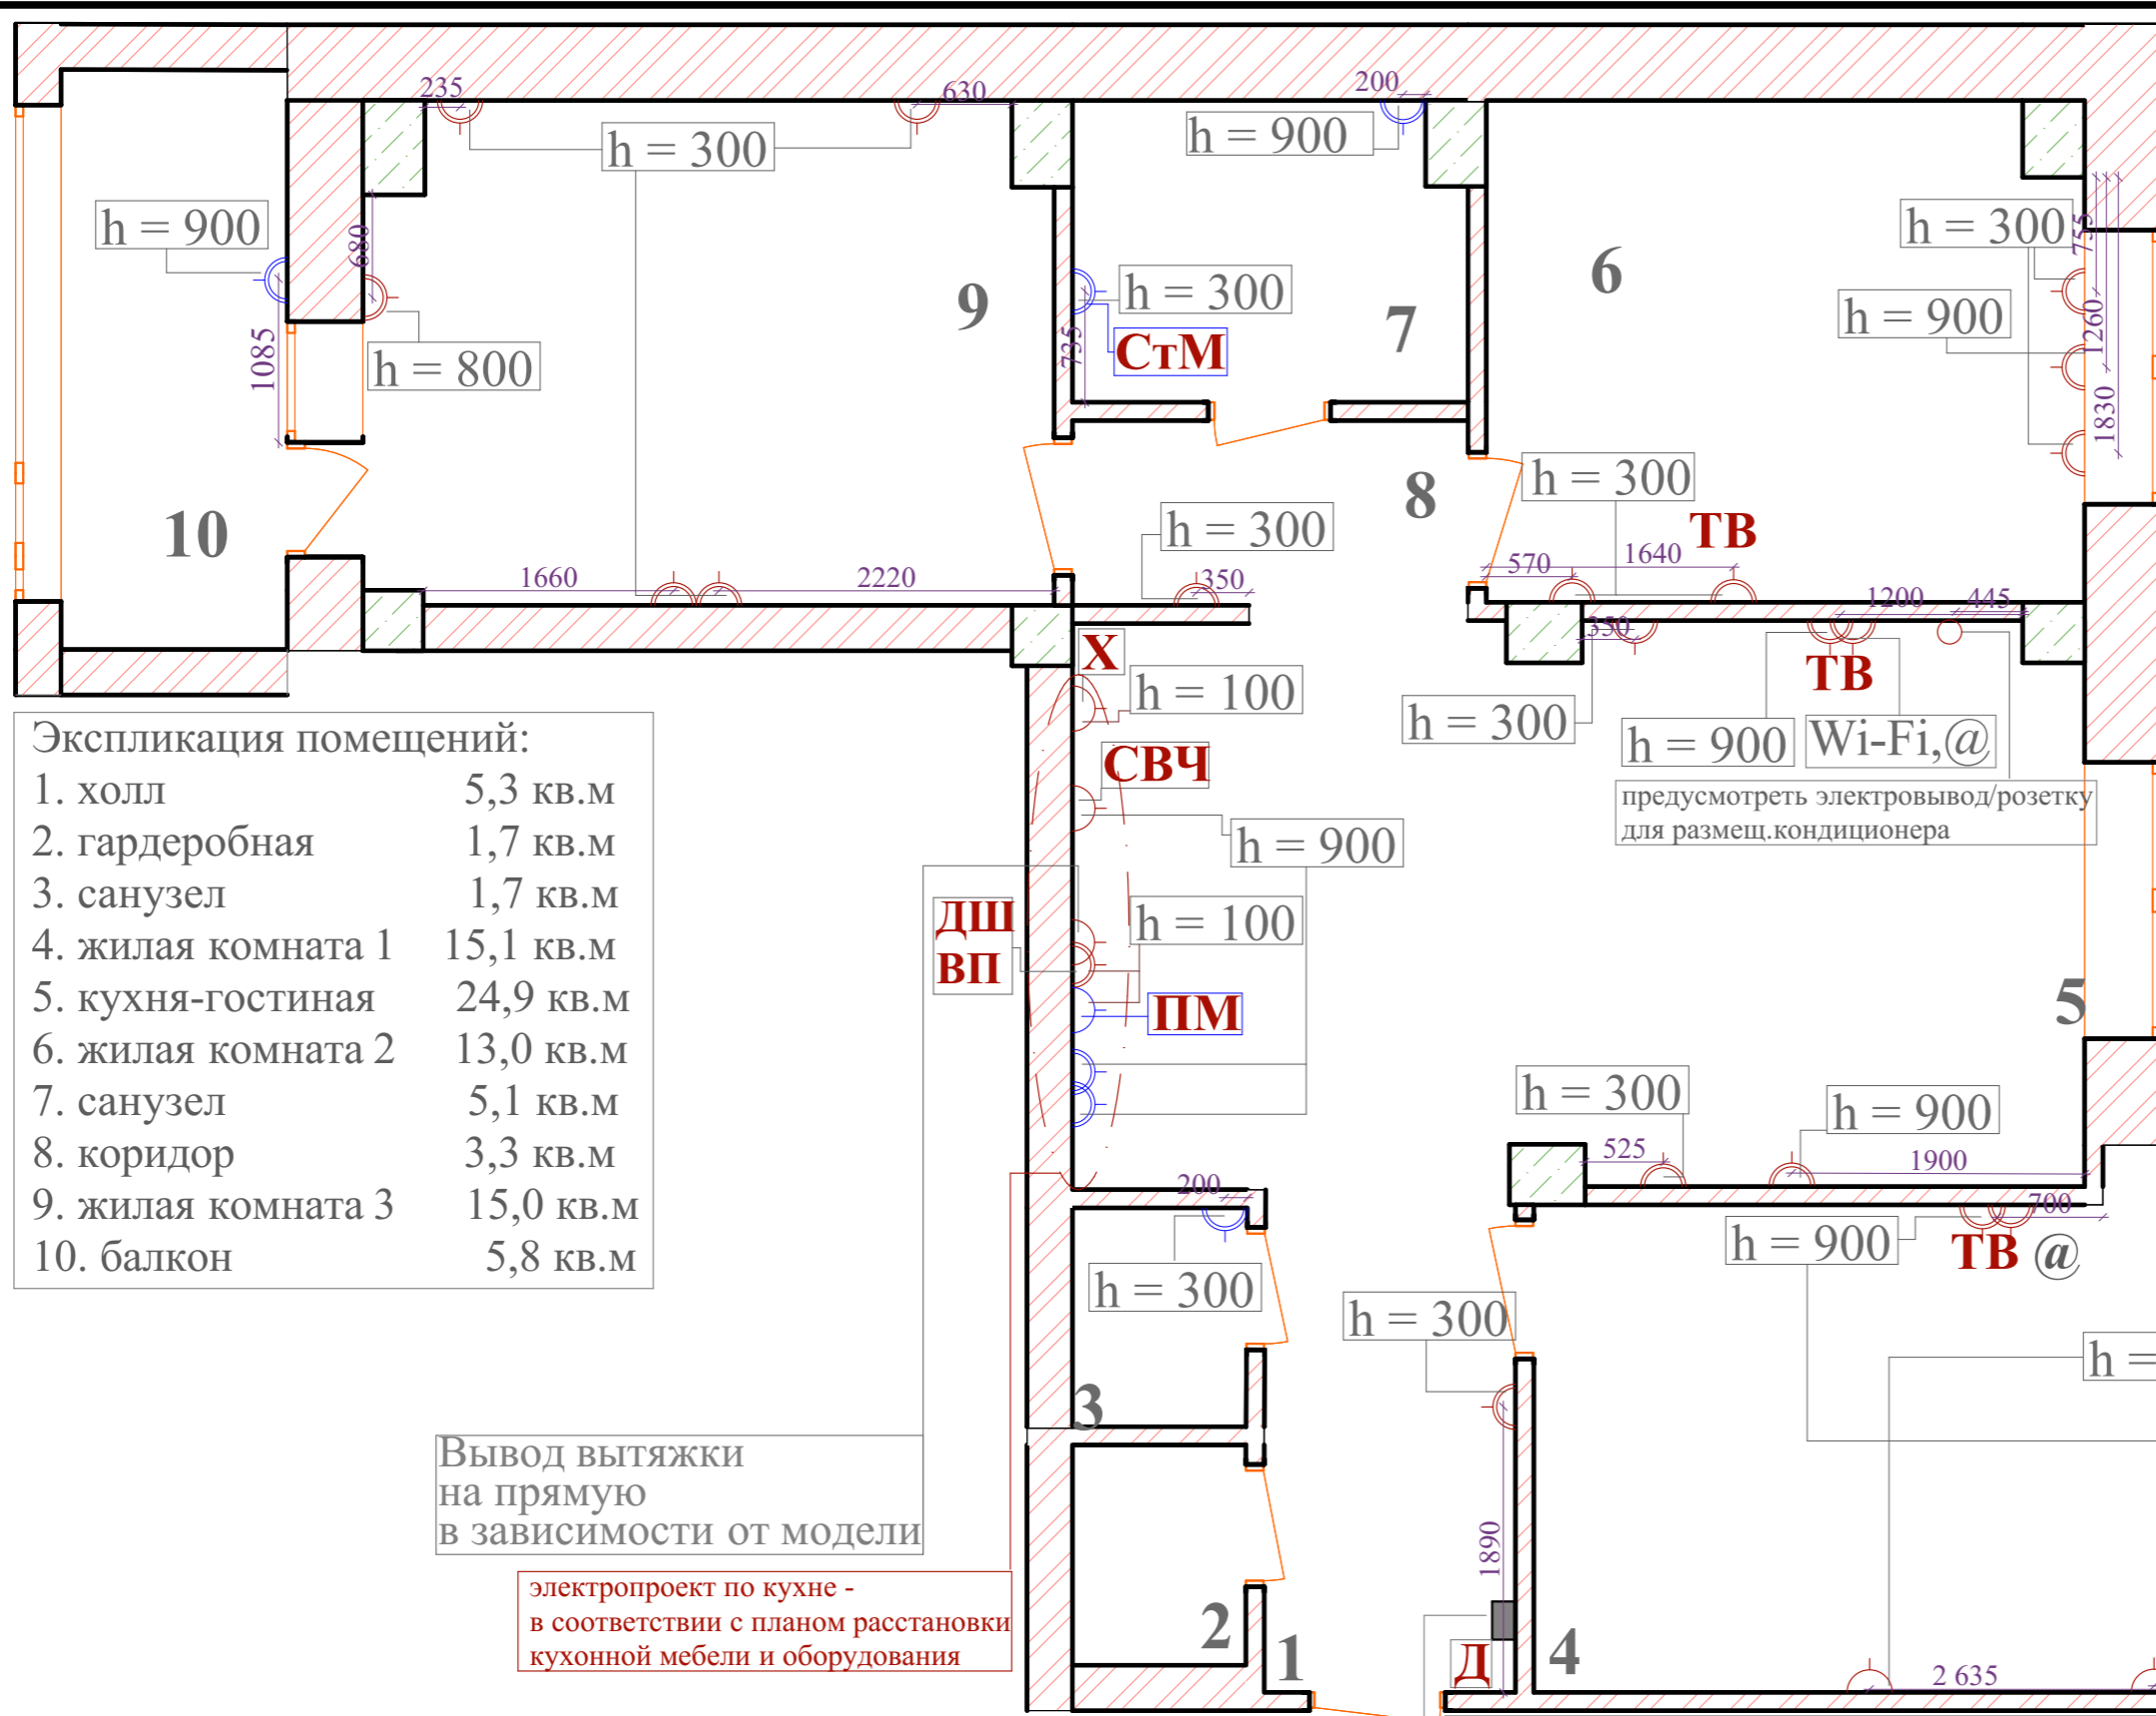 235
630
200
h = 300
h = 900
h = 900
680
h = 300
755
h = 300
9
6
7
h = 900
1260
СтМ
735
1085
h = 800
1830
h = 300
8
10
h = 300
ТВ
1640
570
1660
2220
350
1200
445
350
Х
h = 100
ТВ
h = 300
h = 900
Wi-Fi,@
СВЧ
предусмотреть электровывод/розетку
для размещ.кондиционера
h = 900
Экспликация помещений:
1. холл 5,3 кв.м
2. гардеробная 1,7 кв.м
3. санузел 1,7 кв.м
4. жилая комната 1 15,1 кв.м
5. кухня-гостиная 24,9 кв.м
6. жилая комната 2 13,0 кв.м
7. санузел 5,1 кв.м
8. коридор 3,3 кв.м
9. жилая комната 3 15,0 кв.м
10. балкон 5,8 кв.м
ДШ
ВП
h = 100
ПМ
5
h = 300
h = 900
525
1900
200
700
h = 900
ТВ @
h = 300
h = 300
h =
3
Вывод вытяжки
на прямую
в зависимости от модели
1890
электропроект по кухне -
в соответствии с планом расстановки
кухонной мебели и оборудования
2
1
Д
4
2 635